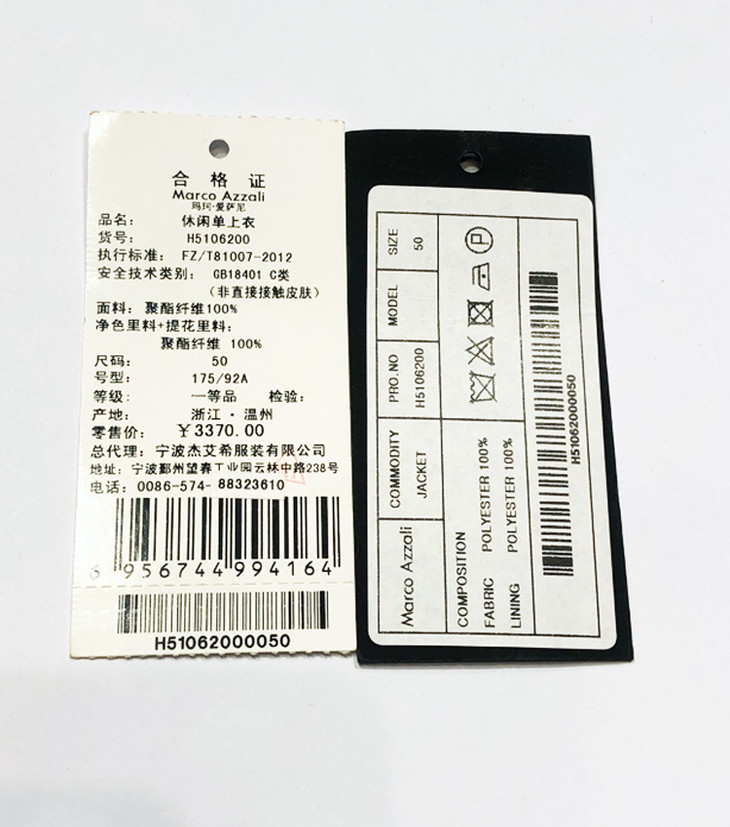 合格证
Marco Azzali
玛珂·爱萨尼
品名： 休闲单上衣
货号： H5106200
执行标准： FZ/T81007-2012
安全技术类别： GB18401 C类
（非直接接触皮肤）
面料： 聚酯纤维100%
净色里料+提花里料：
聚酯纤维 100%
尺码： 50
号型： 175/92A
等级： 一等品 检验：
产地： 浙江·温州
零售价： ￥3370.00
总代理：宁波杰艾希服装有限公司
地址：宁波鄞州望春工业园云林中路238号
电话：0086-574- 88323610
6 956744 994164
H51062000050
Marco Azzali
COMMODITY
JACKET
PRO.NO
H5106200
MODEL
SIZE
50
COMPOSITION
FABRIC POLYESTER 100%
LINING POLYESTER 100%
P
H51062000050